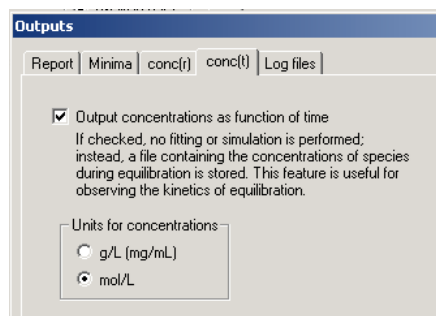 Outputs
Report Minima conc(r) conc(t) Log files
Output concentrations as function of time
If checked, no fitting or simulation is performed;
instead, a file containing the concentrations of species
during equilibration is stored. This feature is useful for
observing the kinetics of equilibration.
Units for concentrations
g/L (mg/mL)
mol/L